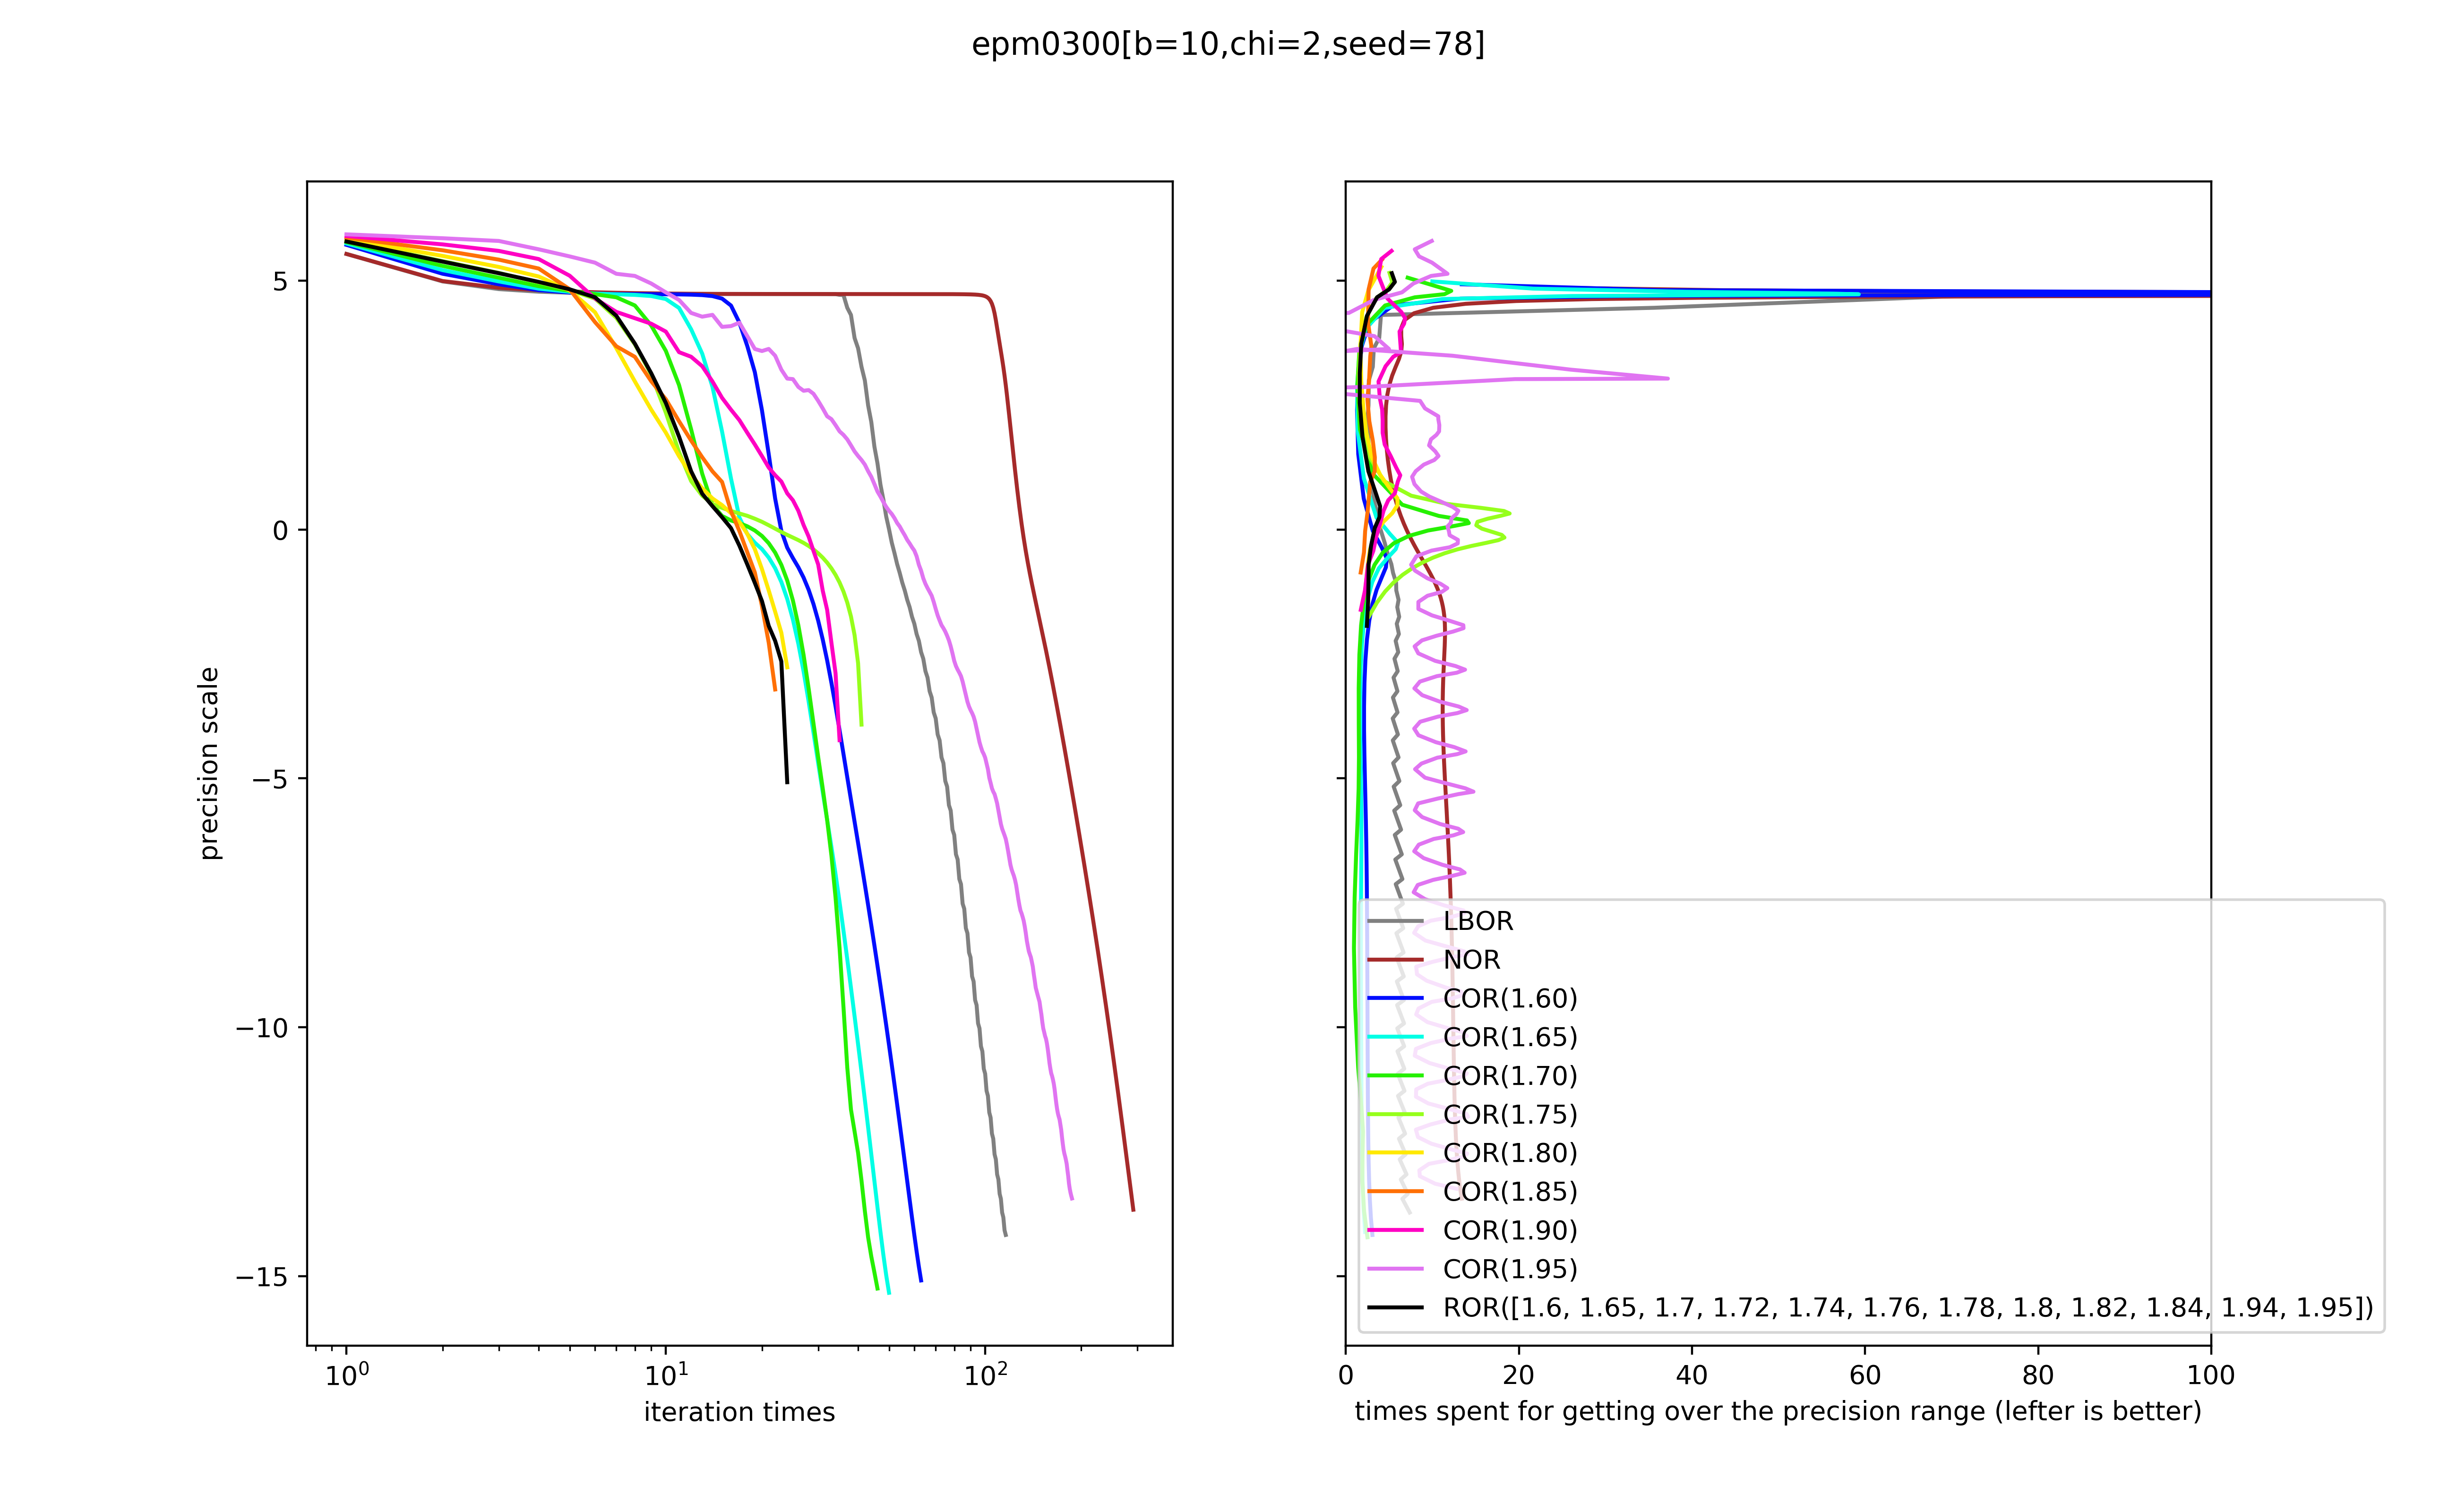 epm0300[b=10,chi=2,seed=78]
precision scale
5
0
−5
−10
−15
10⁰ 10¹ 10²
iteration times
LBOR
NOR
COR(1.60)
COR(1.65)
COR(1.70)
COR(1.75)
COR(1.80)
COR(1.85)
COR(1.90)
COR(1.95)
ROR([1.6, 1.65, 1.7, 1.72, 1.74, 1.76, 1.78, 1.8, 1.82, 1.84, 1.94, 1.95])
0 20 40 60 80 100
times spent for getting over the precision range (lefter is better)